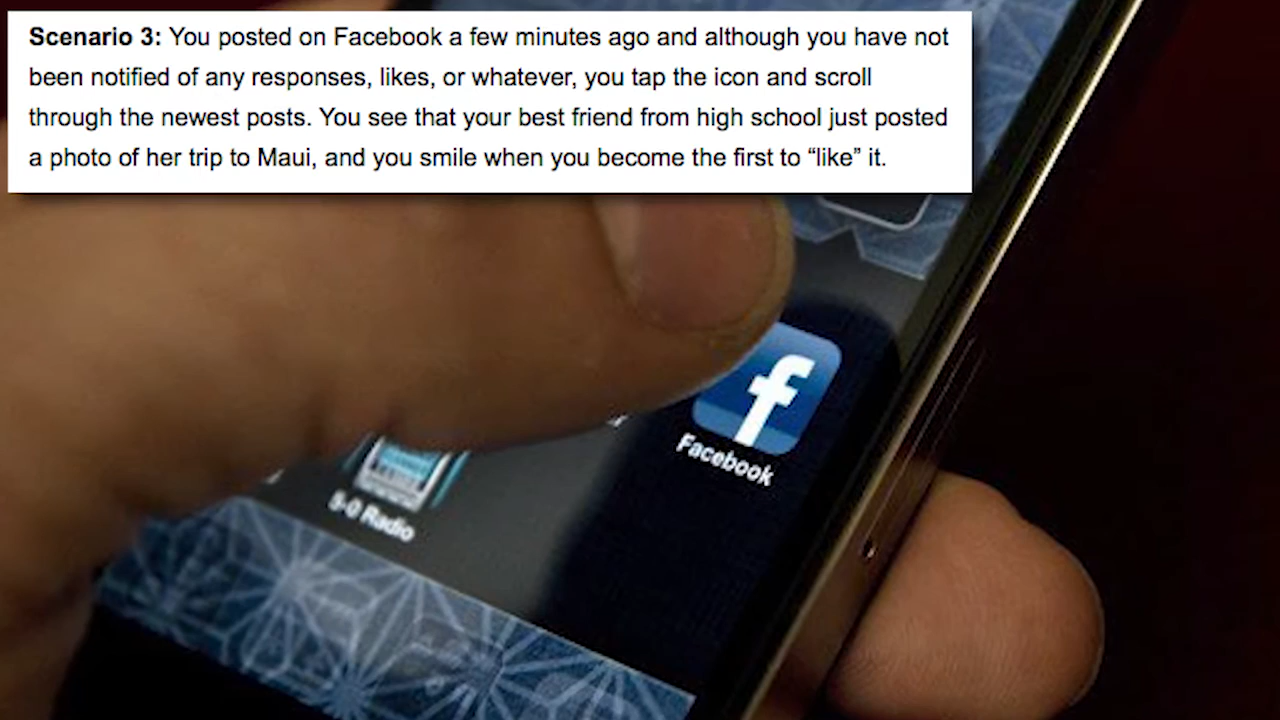 Scenario 3: You posted on Facebook a few minutes ago and although you have not
been notified of any responses, likes, or whatever, you tap the icon and scroll
through the newest posts. You see that your best friend from high school just posted
a photo of her trip to Maui, and you smile when you become the first to “like” it.
f
Facebook
5-0 Radio